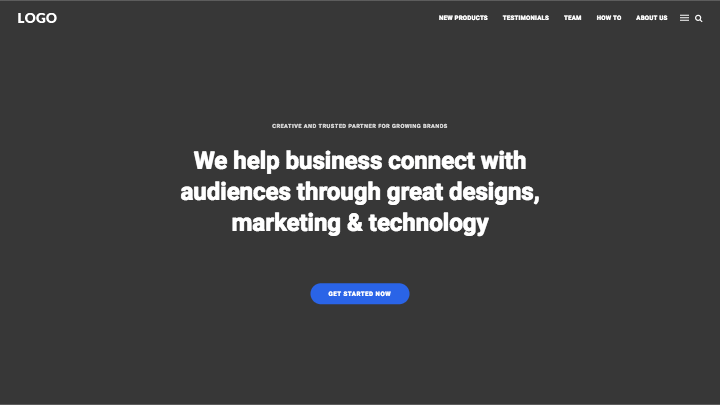 LOGO
NEW PRODUCTS TESTIMONIALS TEAM HOW TO ABOUT US
CREATIVE AND TRUSTED PARTNER FOR GROWING BRANDS
We help business connect with
audiences through great designs,
marketing & technology
GET STARTED NOW